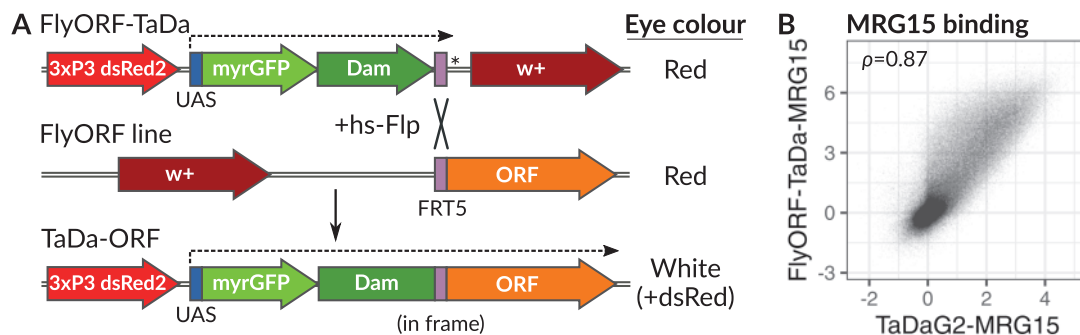 A FlyORF-TaDa
Eye colour
3xP3 dsRed2 myrGFP Dam * w+ Red
UAS
+hs-Flp
FlyORF line
w+ ORF Red
FRT5
TaDa-ORF
3xP3 dsRed2 myrGFP Dam ORF White
(+dsRed)
UAS
(in frame)
B MRG15 binding
ρ=0.87
FlyORF-TaDa-MRG15
6
3
0
-3
-2 0 2 4
TaDaG2-MRG15